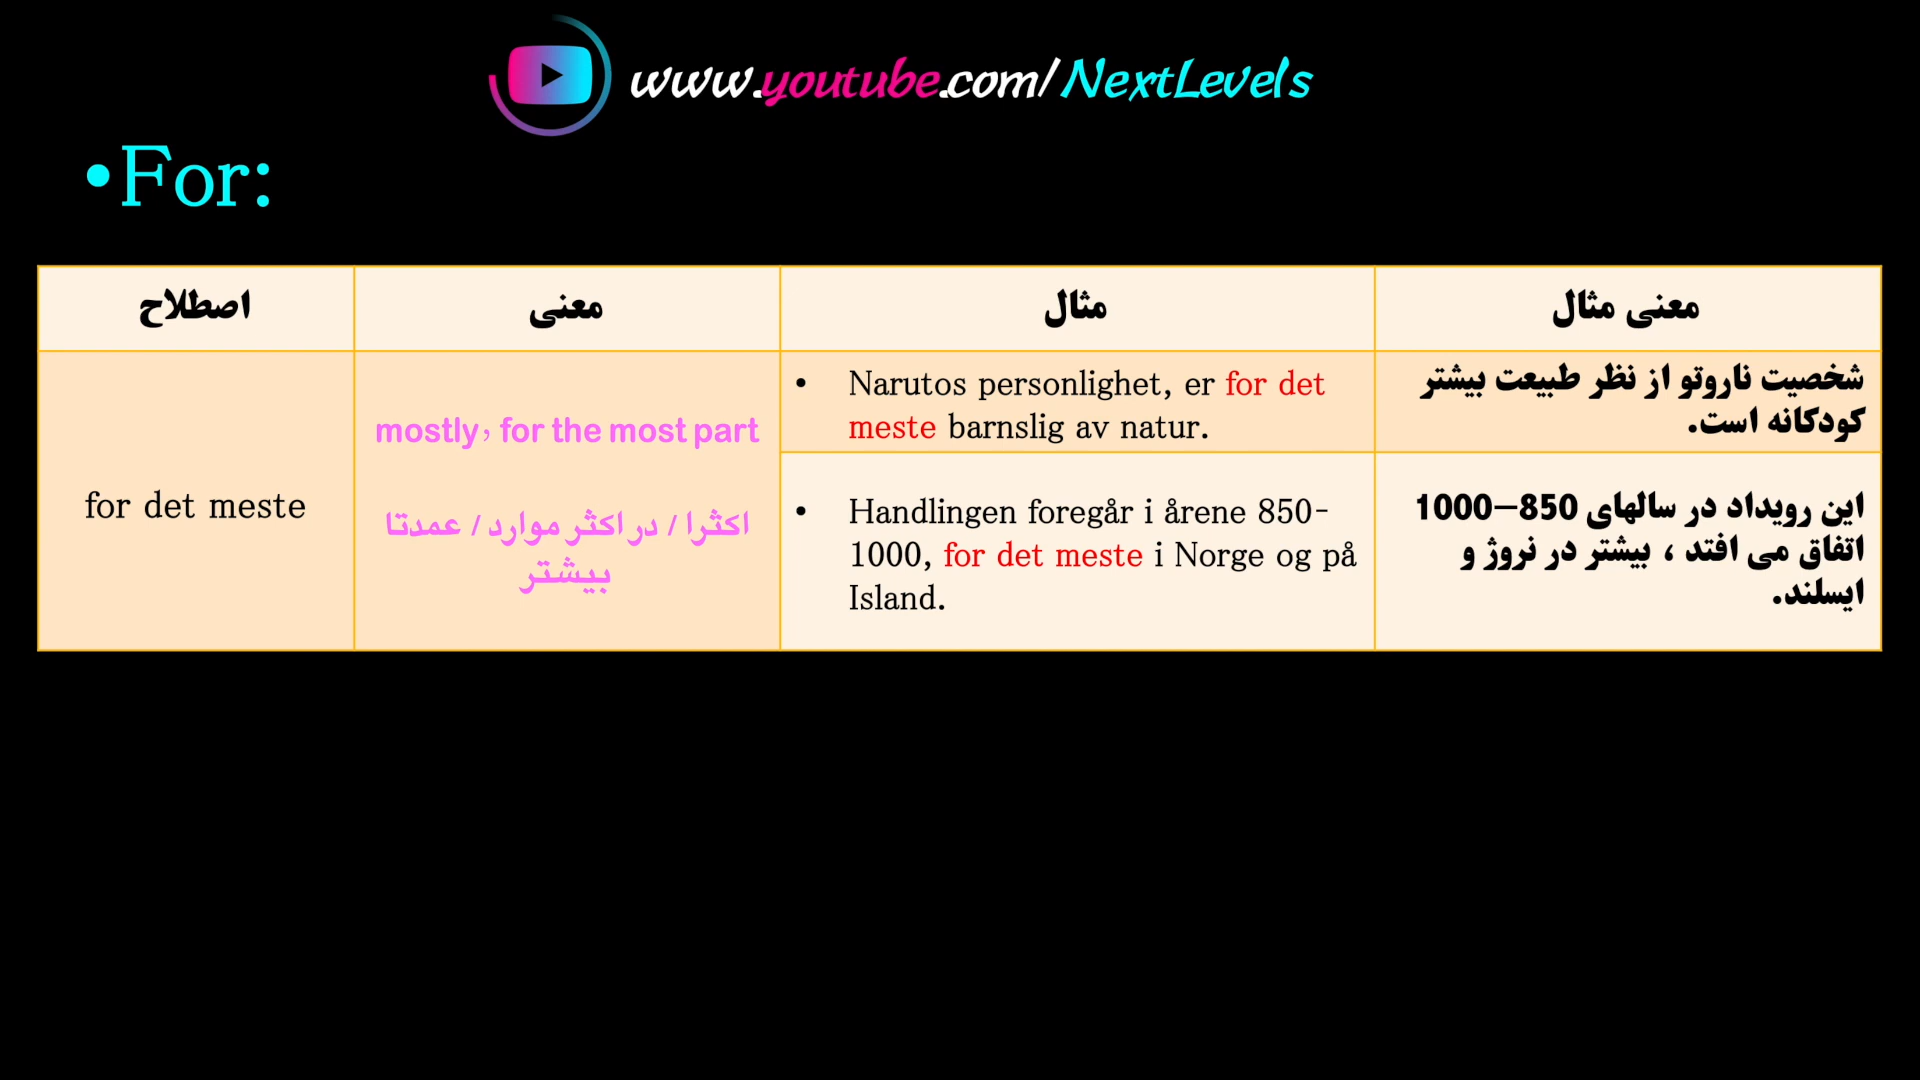 www.youtube.com/NextLevels
•For:
اصطلاح
معنی
مثال
معنی مثال
for det meste
mostly، for the most part
اکثرا / در اکثر موارد / عمدتا
بیشتر
• Narutos personlighet, er for det
meste barnslig av natur.
شخصیت ناروتو از نظر طبیعت بیشتر
کودکانه است.
• Handlingen foregår i årene 850-
1000, for det meste i Norge og på
Island.
این رویداد در سالهای 850–1000
اتفاق می افتد ، بیشتر در نروژ و
ایسلند.